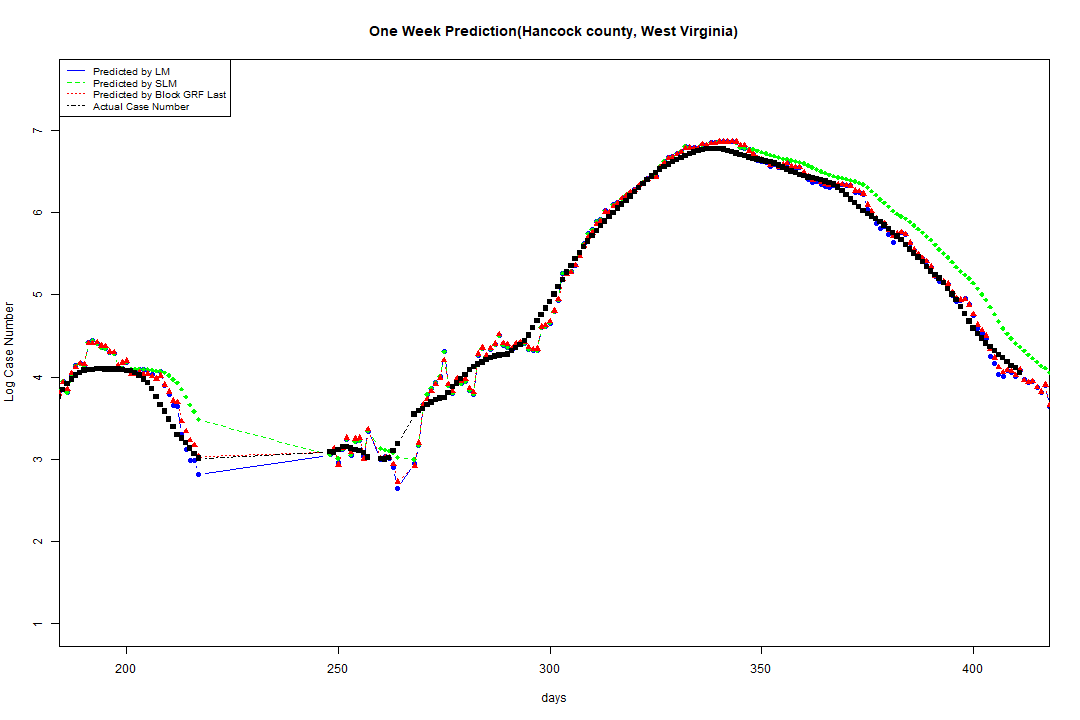 One Week Prediction(Hancock county, West Virginia)
Predicted by LM
Predicted by SLM
Predicted by Block GRF Last
Actual Case Number
Log Case Number
7
6
5
4
3
2
1
200 250 300 350 400
days